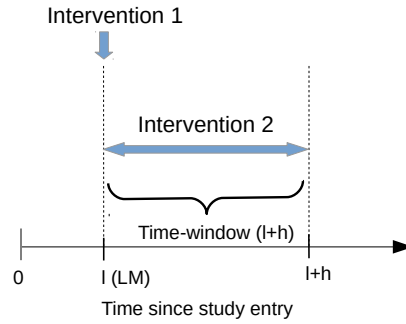 Intervention 1
Intervention 2
Time-window (l+h)
0
l (LM)
l+h
Time since study entry